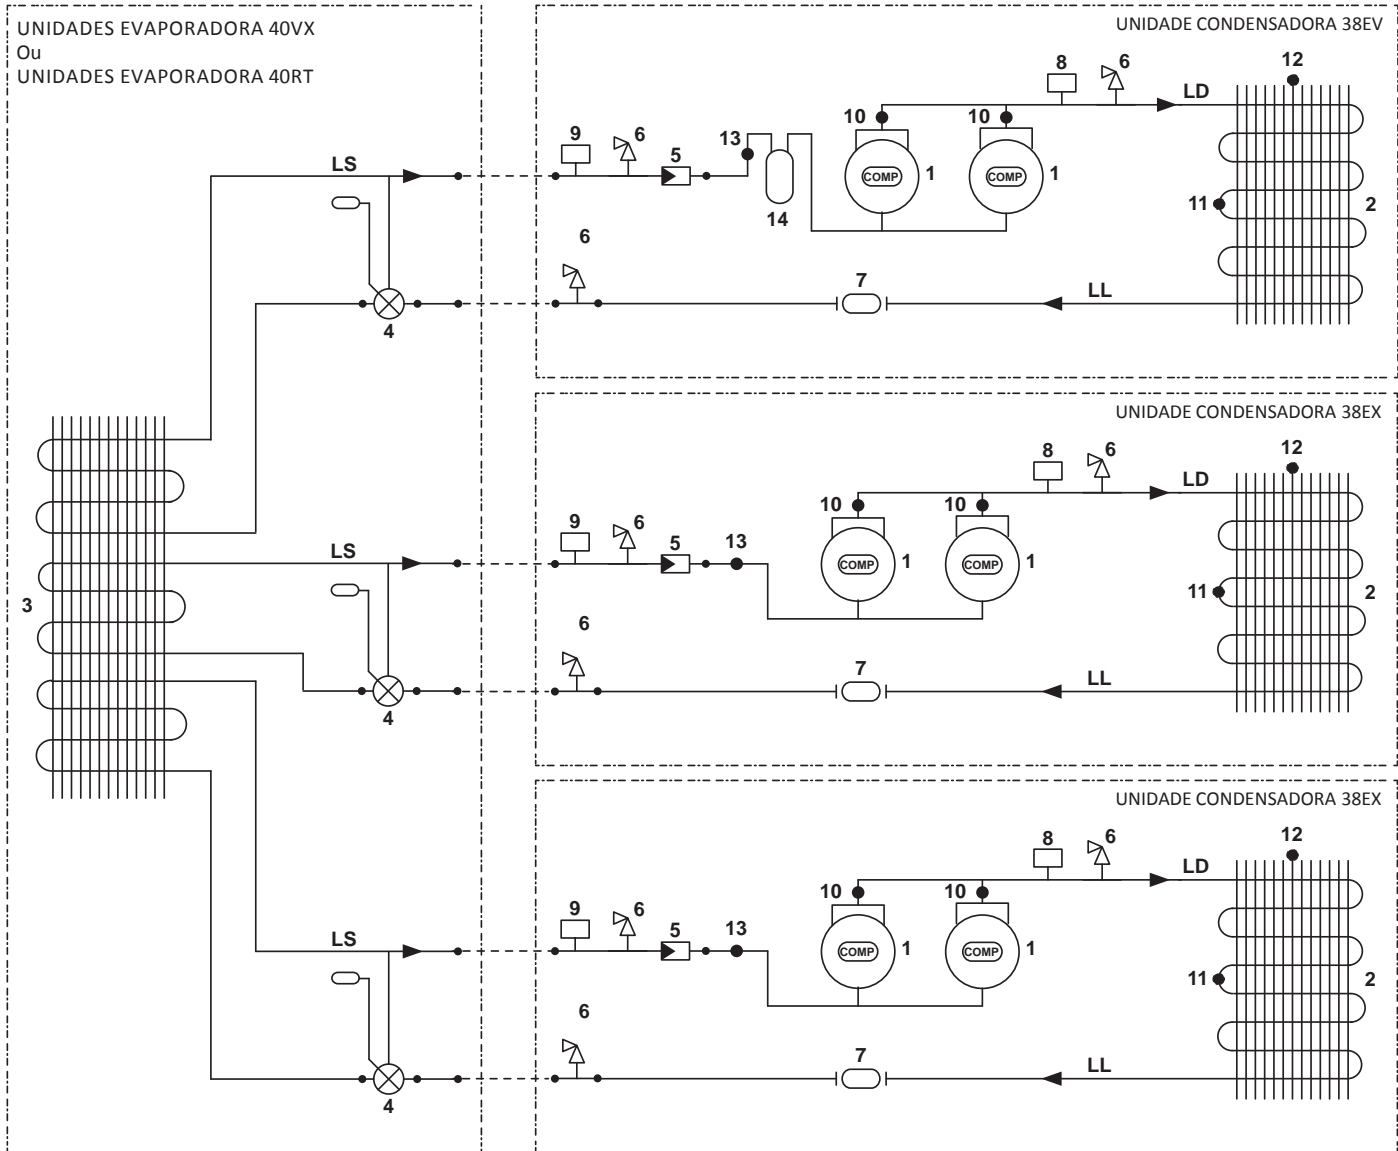 UNIDADES EVAPORADORA 40VX
Ou
UNIDADES EVAPORADORA 40RT
UNIDADE CONDENSADORA 38EV
8 6 12
LD
10 10
9 6 5 13
LS
COMP 1 COMP 1
14
11 2
6
7
LL
4
UNIDADE CONDENSADORA 38EX
8 6 12
LD
10 10
9 6 5 13
LS
COMP 1 COMP 1
11 2
3
6
7
LL
4
UNIDADE CONDENSADORA 38EX
8 6 12
LD
10 10
9 6 5 13
LS
COMP 1 COMP 1
11 2
6
7
LL
4